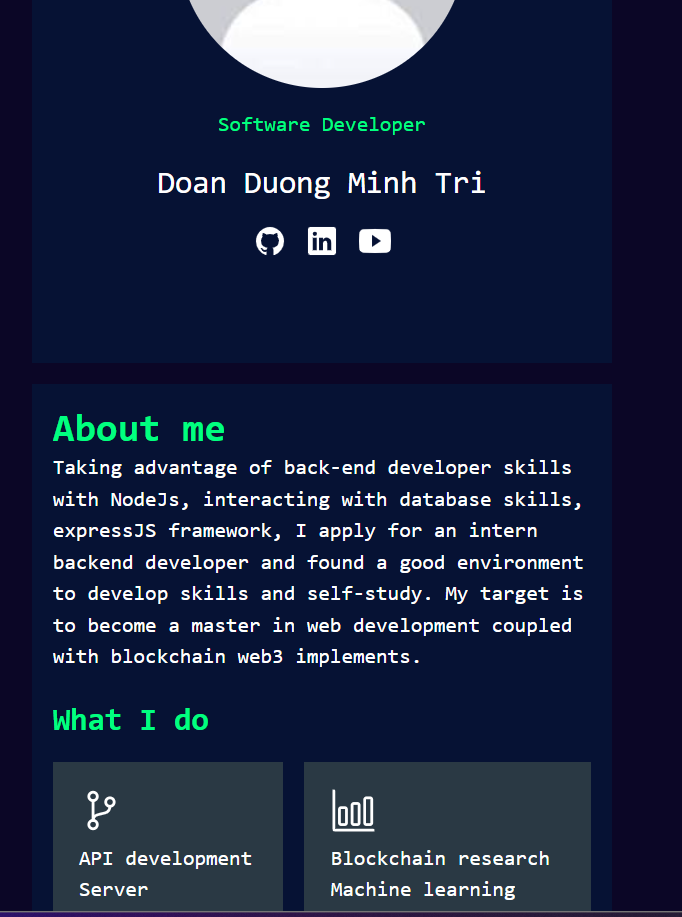 Software Developer
Doan Duong Minh Tri
in
About me
Taking advantage of back-end developer skills
with NodeJs, interacting with database skills,
expressJS framework, I apply for an intern
backend developer and found a good environment
to develop skills and self-study. My target is
to become a master in web development coupled
with blockchain web3 implements.
What I do
API development
Server
Blockchain research
Machine learning